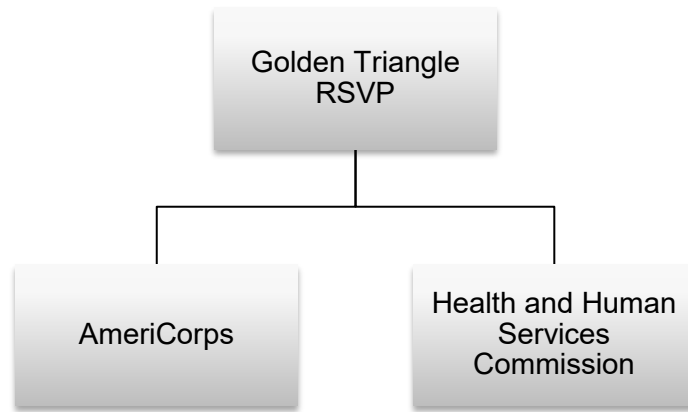 Golden Triangle
RSVP
AmeriCorps
Health and Human
Services
Commission